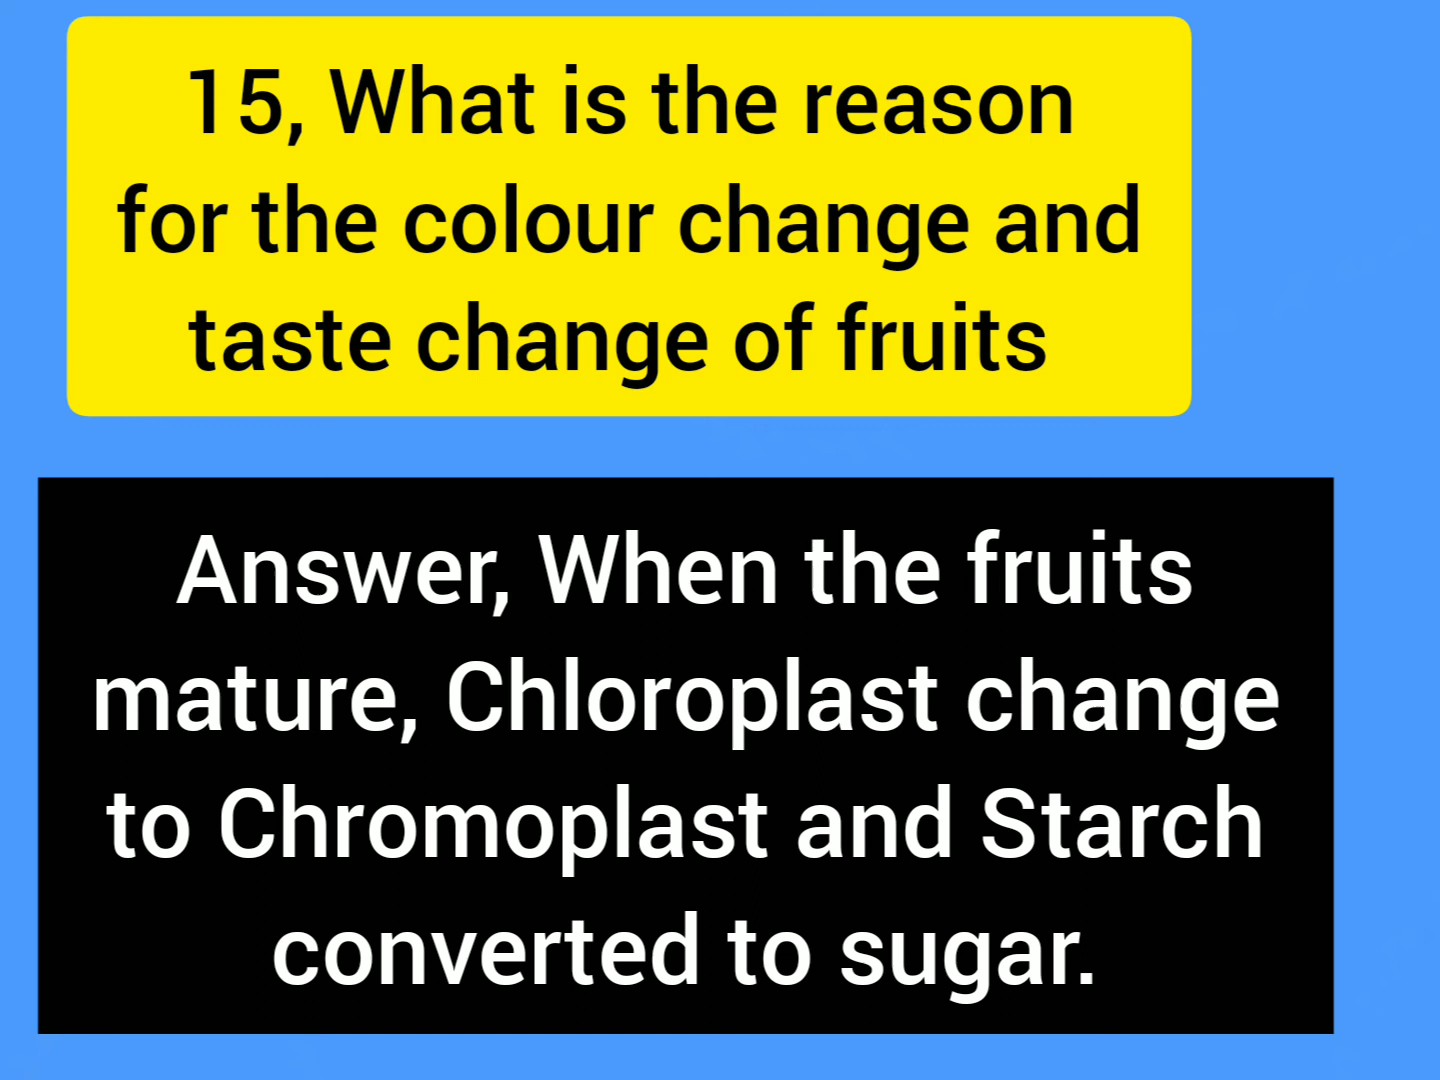 15, What is the reason
for the colour change and
taste change of fruits
Answer, When the fruits
mature, Chloroplast change
to Chromoplast and Starch
converted to sugar.